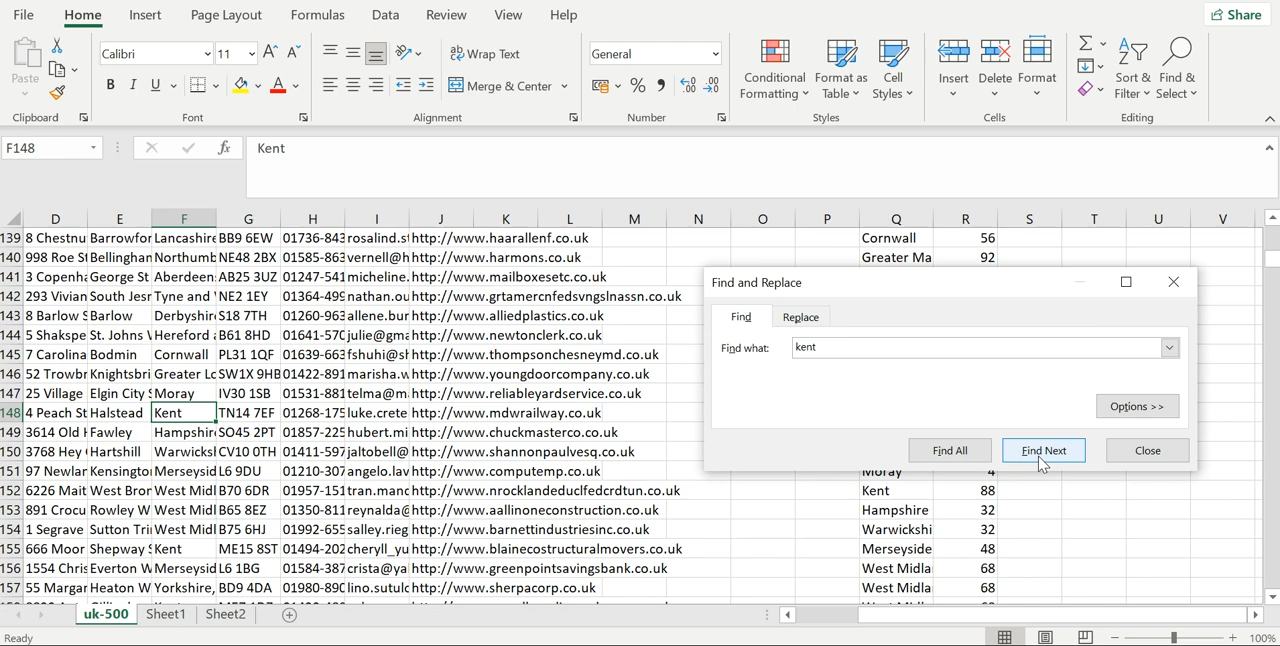 File Home Insert Page Layout Formulas Data Review View Help Share
Paste Calibri 11 Wrap Text General Conditional Formatting Format as Table Cell Styles Insert Delete Format Sort & Filter Find & Select
B I U Merge & Center
Clipboard Font Alignment Number Styles Cells Editing
F148 fx Kent
D E F G H I J K L M N O P Q R S T U V
139 8 Chestnu Barrowfor Lancashire BB9 6EW 01736-843 rosalind.s http://www.haarallenf.co.uk Cornwall 56
140 998 Roe St Bellingham Northumb NE48 2BX 01585-863 vernell@h http://www.harmons.co.uk Greater Ma 92
141 3 Copenha George St Aberdeen AB25 3UZ 01247-541 micheline. http://www.mailboxesetc.co.uk
142 293 Vivian South Jesr Tyne and NE2 1EY 01364-499 nathan.ou http://www.grtamercnfedsvngslnassn.co.uk
143 8 Barlow S Barlow Derbyshir S18 7TH 01260-963 allene.bur http://www.alliedplastics.co.uk
144 5 Shakspe St. Johns Hereford B61 8HD 01641-570 julie@gma http://www.newtonclerk.co.uk
145 7 Carolina Bodmin Cornwall PL31 1QF 01639-663 fshuhi@sh http://www.thompsonchesneymd.co.uk
146 52 Trowbr Knightsbri Greater Lc SW1X 9HB 01422-891 marisha.w http://www.youngdoorcompany.co.uk
147 25 Village Elgin City S Moray IV30 1SB 01531-881 telma@m http://www.reliableyardservice.co.uk
148 4 Peach St Halstead Kent TN14 7EF 01268-175 luke.crete http://www.mdwrailway.co.uk
149 3614 Old Fawley Hampshir SO45 2PT 01857-225 hubert.mi http://www.chuckmasterco.co.uk
150 3768 Hey Hartshill Warwicksl CV10 0TH 01411-597 jaltobell@ http://www.shannonpaulvesq.co.uk
151 97 Newlar Kensingto Merseysid L6 9DU 01210-307 angelo.lav http://www.computemp.co.uk Moray 4
152 6226 Mait West Bron West Midl B70 6DR 01957-151 tran.manc http://www.nrocklandeduclfedcrdtun.co.uk Kent 88
153 891 Crocu Rowley W West Midl B65 8EZ 01350-811 reynalda@ http://www.aallinoneconstruction.co.uk Hampshire 32
154 1 Segrave Sutton Tri West Midl B75 6HJ 01992-655 salley.rieg http://www.barnettindustriesinc.co.uk Warwickshi 32
155 666 Moor Shepway S Kent ME15 8ST 01494-202 cheryll_yu http://www.blainecostructuralmovers.co.uk Merseyside 48
156 1554 Chris Everton W Merseysid L6 1BG 01584-387 crista@ya http://www.greenpointsavingsbank.co.uk West Midla 68
157 55 Margar Heaton W Yorkshire, BD9 4DA 01980-890 lino.sutulo http://www.sherpacorp.co.uk West Midla 68
Find and Replace
Find Replace
Find what: kent
Options >>
Find All Find Next Close
uk-500 Sheet1 Sheet2
Ready 100%